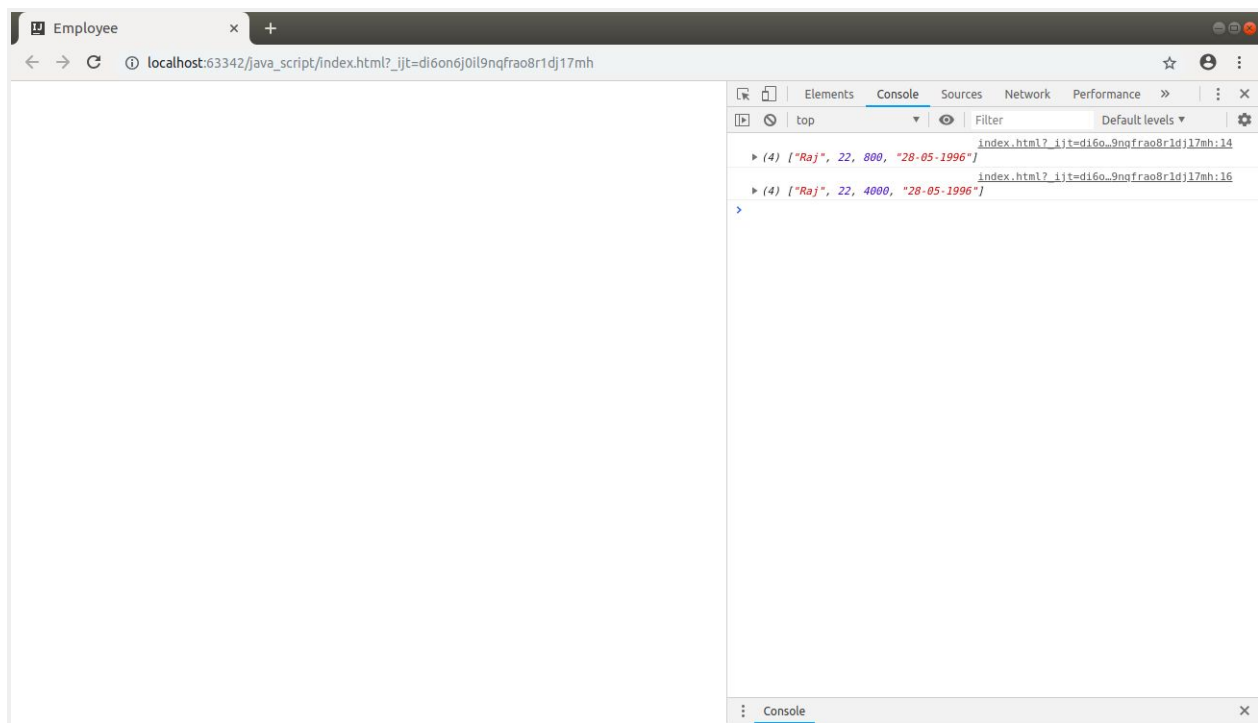 IJ Employee × +
localhost:63342/java_script/index.html?_ijt=di6on6j0il9nqfrao8r1dj17mh
Elements Console Sources Network Performance »
top Filter Default levels
index.html?_ijt=di6o…9nqfrao8r1dj17mh:14
(4) ["Raj", 22, 800, "28-05-1996"]
index.html?_ijt=di6o…9nqfrao8r1dj17mh:16
(4) ["Raj", 22, 4000, "28-05-1996"]
Console